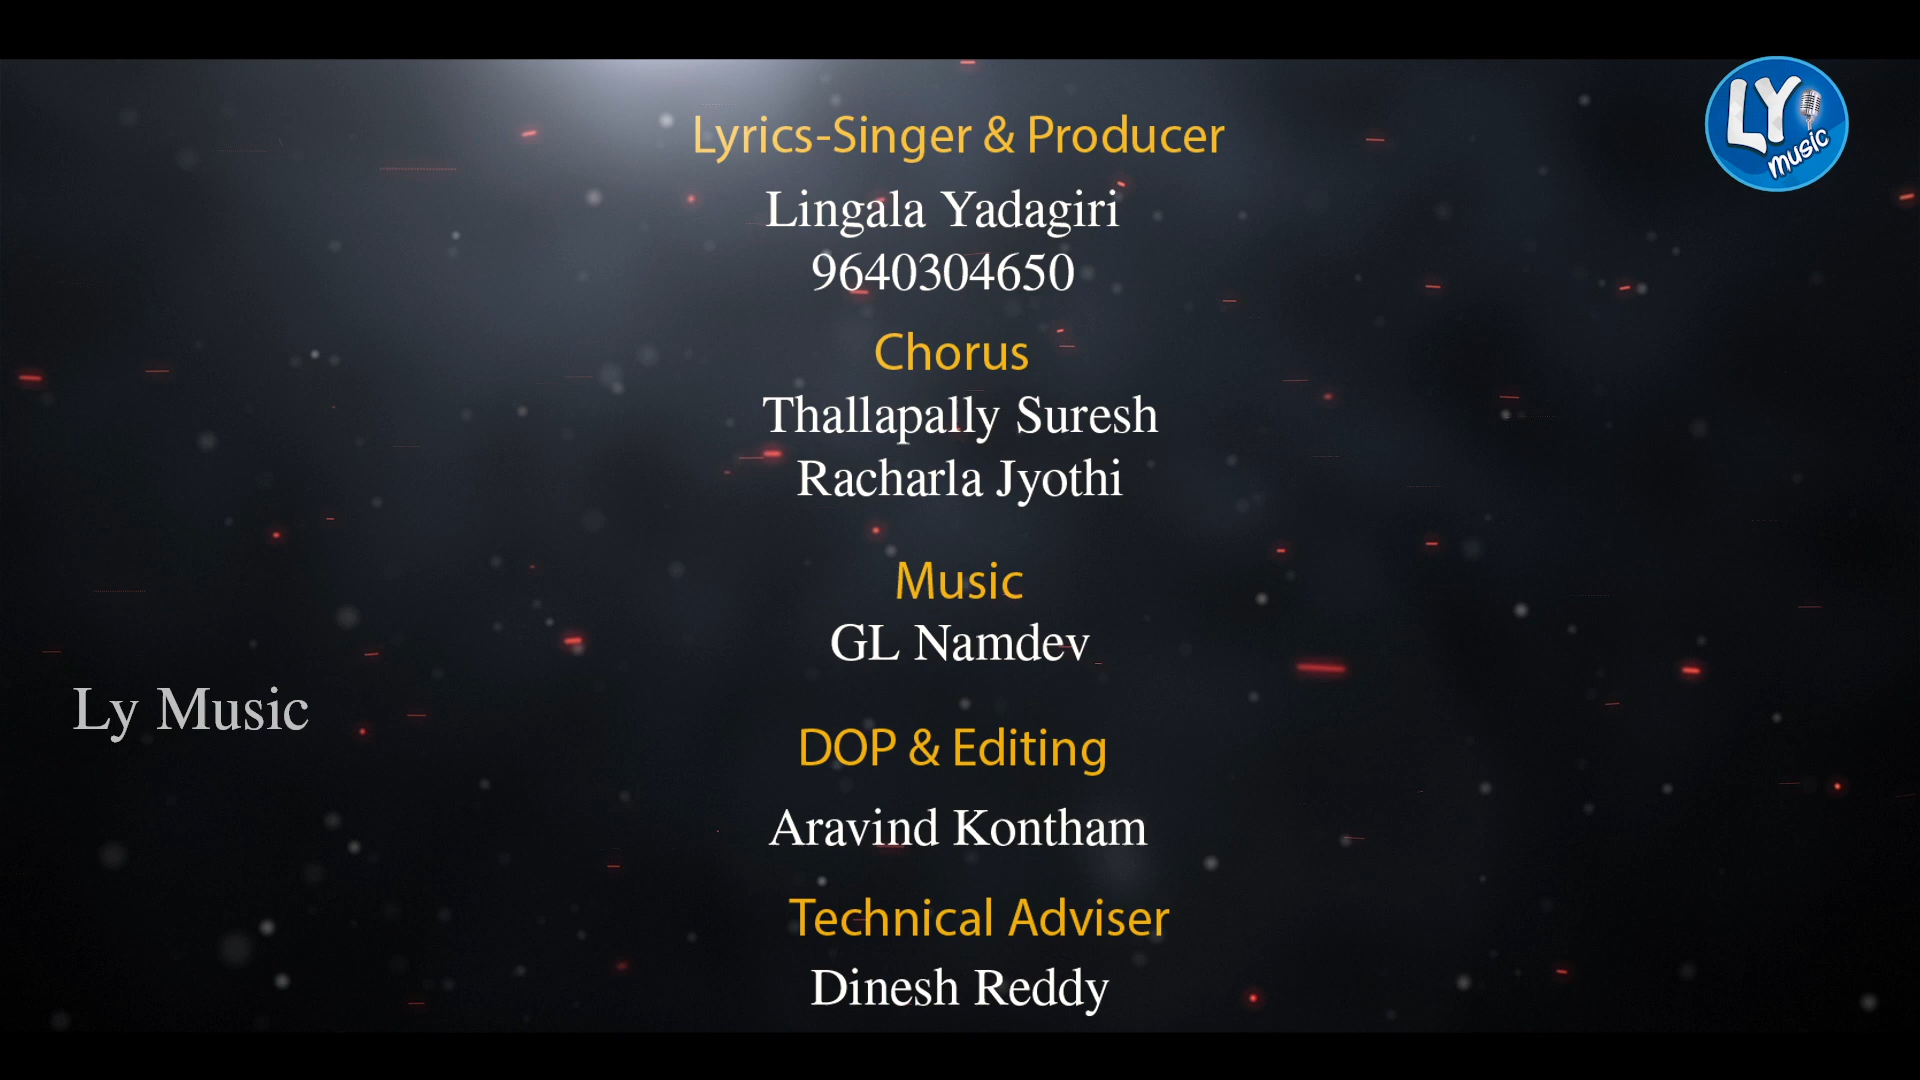 LY
music
Lyrics-Singer & Producer
Lingala Yadagiri
9640304650
Chorus
Thallapally Suresh
Racharla Jyothi
Music
GL Namdev
Ly Music
DOP & Editing
Aravind Kontham
Technical Adviser
Dinesh Reddy